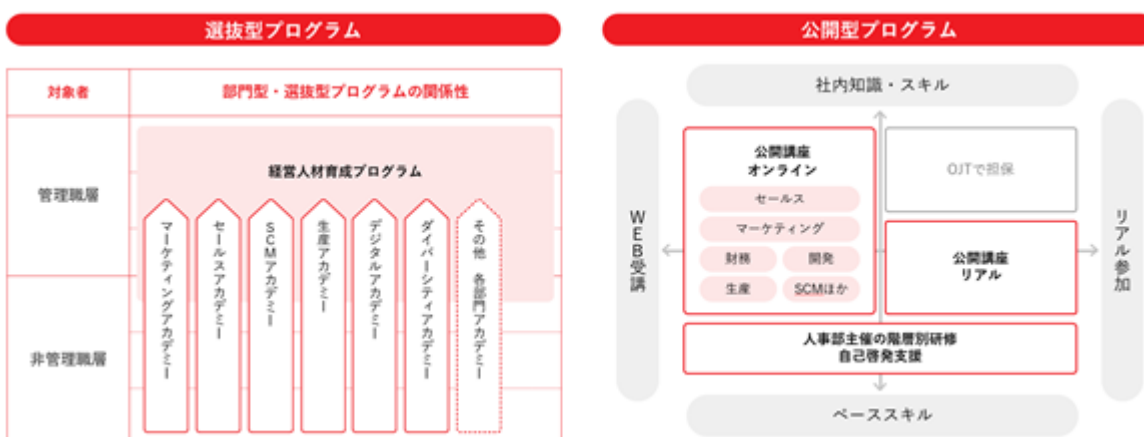 選抜型プログラム
対象者
部門型・選抜型プログラムの関係性
管理職層
非管理職層
経営人材育成プログラム
マーケティングアカデミー
セールスアカデミー
SCMアカデミー
生産アカデミー
デジタルアカデミー
ダイバーシティアカデミー
その他 各部門アカデミー
公開型プログラム
社内知識・スキル
WEB受講
公開講座
オンライン
セールス
マーケティング
財務
開発
生産
SCMほか
OJTで担保
公開講座
リアル
リアル参加
人事部主催の階層別研修
自己啓発支援
ベーススキル